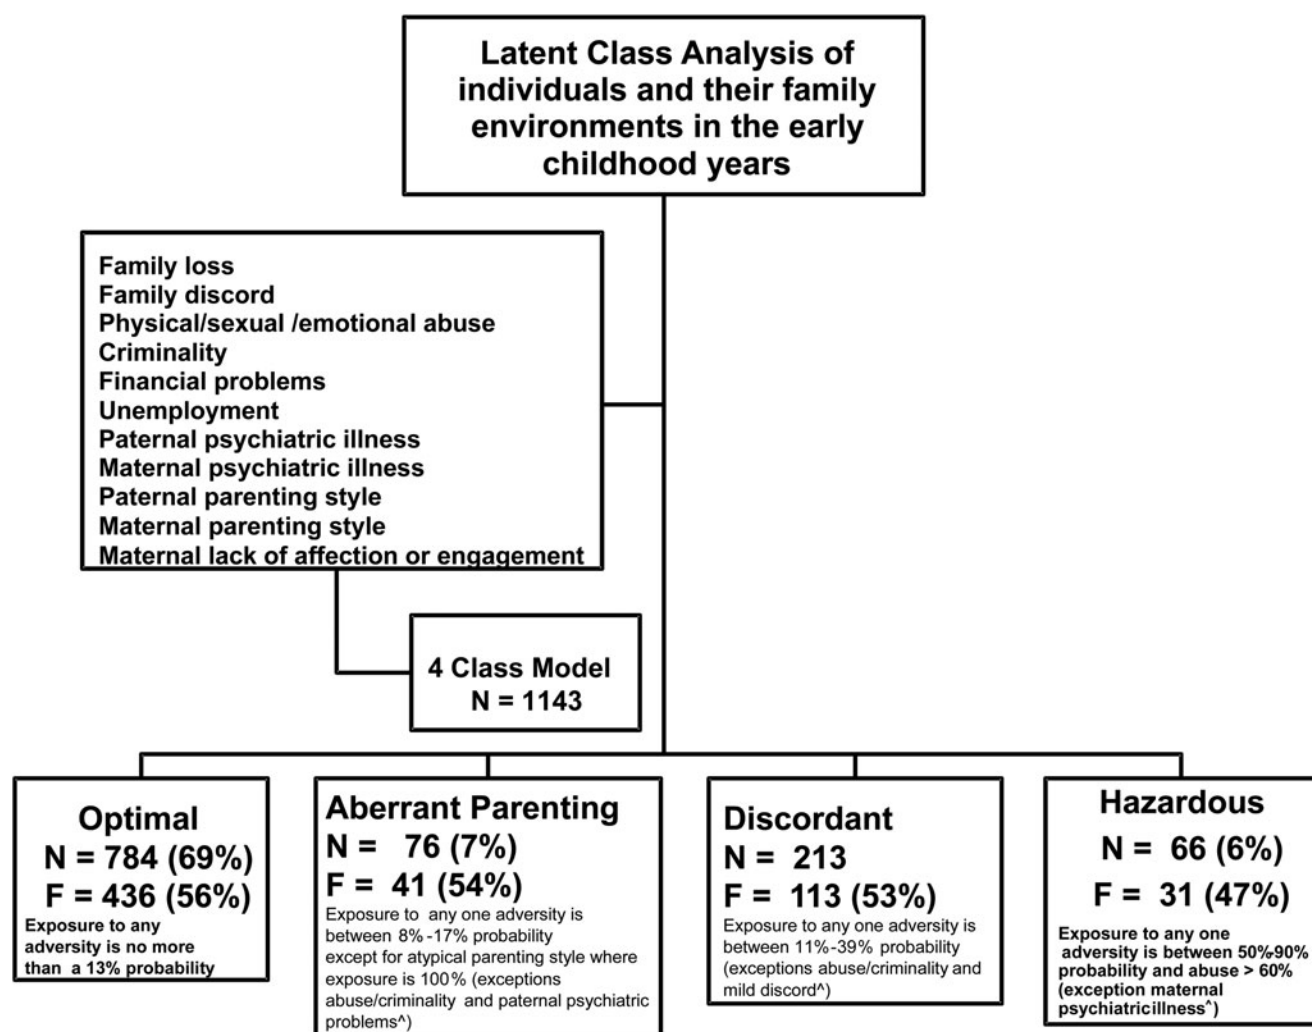 Latent Class Analysis of
individuals and their family
environments in the early
childhood years
Family loss
Family discord
Physical/sexual /emotional abuse
Criminality
Financial problems
Unemployment
Paternal psychiatric illness
Maternal psychiatric illness
Paternal parenting style
Maternal parenting style
Maternal lack of affection or engagement
4 Class Model
N = 1143
Optimal
N = 784 (69%)
F = 436 (56%)
Exposure to any
adversity is no more
than a 13% probability
Aberrant Parenting
N = 76 (7%)
F = 41 (54%)
Exposure to any one adversity is
between 8%-17% probability
except for atypical parenting style where
exposure is 100% (exceptions
abuse/criminality and paternal psychiatric
problems^)
Discordant
N = 213
F = 113 (53%)
Exposure to any one adversity is
between 11%-39% probability
(exceptions abuse/criminality and
mild discord^)
Hazardous
N = 66 (6%)
F = 31 (47%)
Exposure to any one
adversity is between 50%-90%
probability and abuse > 60%
(exception maternal
psychiatricillness^)